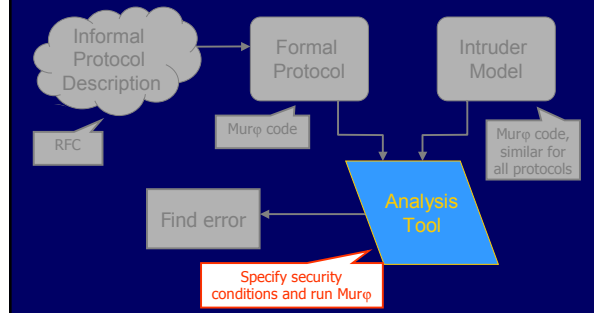 Informal
Protocol
Description
Formal
Protocol
Intruder
Model
RFC
Murφ code
Murφ code,
similar for
all protocols
Analysis
Tool
Find error
Specify security
conditions and run Murφ